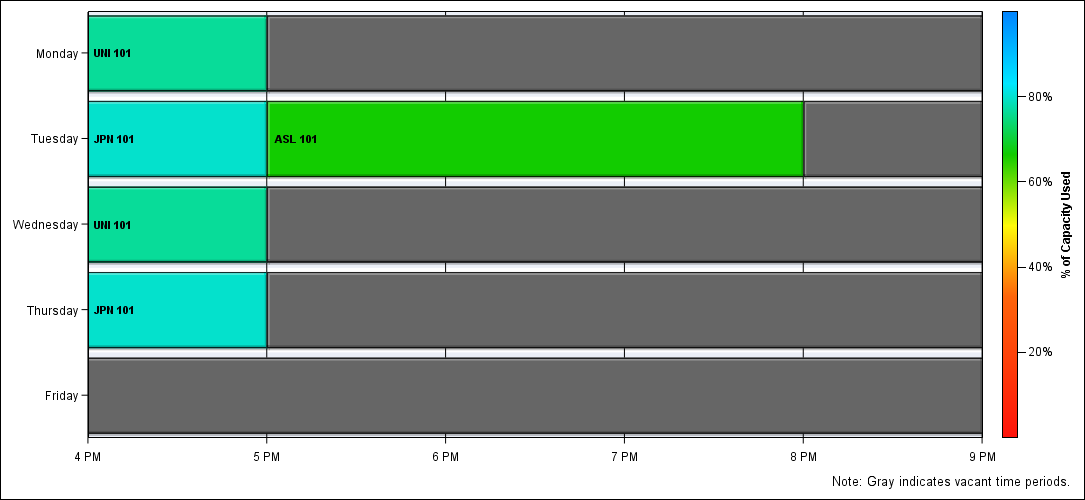 Monday
UNI 101
Tuesday
JPN 101
ASL 101
Wednesday
UNI 101
Thursday
JPN 101
Friday
4 PM
5 PM
6 PM
7 PM
8 PM
9 PM
80%
60%
40%
20%
% of Capacity Used
Note: Gray indicates vacant time periods.